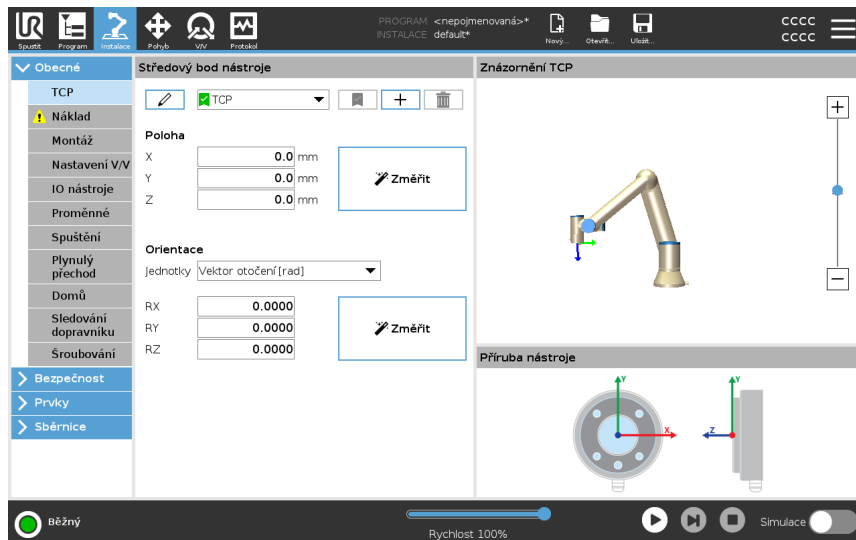 UR
Spustit
Program
Instalace
Pohyb
V/V
Protokol
PROGRAM <nepojmenovaná>*
INSTALACE default*
Nový...
Otevřít...
Uložit...
CCCC
CCCC
Obecné
TCP
Náklad
Montáž
Nastavení V/V
IO nástroje
Proměnné
Spuštění
Plynulý
přechod
Domů
Sledování
dopravníku
Šroubování
Bezpečnost
Prvky
Sběrnice
Středový bod nástroje
TCP
Poloha
X 0.0 mm
Y 0.0 mm
Z 0.0 mm
Změřit
Orientace
Jednotky Vektor otočení [rad]
RX 0.0000
RY 0.0000
RZ 0.0000
Změřit
Znázornění TCP
Příruba nástroje
Y
X
Y
Z
Běžný
Rychlost 100%
Simulace